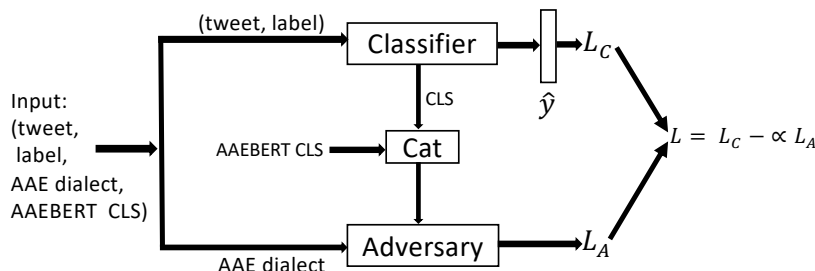 (tweet, label)
Classifier
L_C
ŷ
CLS
Input:
(tweet,
label,
AAE dialect,
AAEBERT CLS)
AAEBERT CLS
Cat
L = L_C − ∝ L_A
Adversary
L_A
AAE dialect